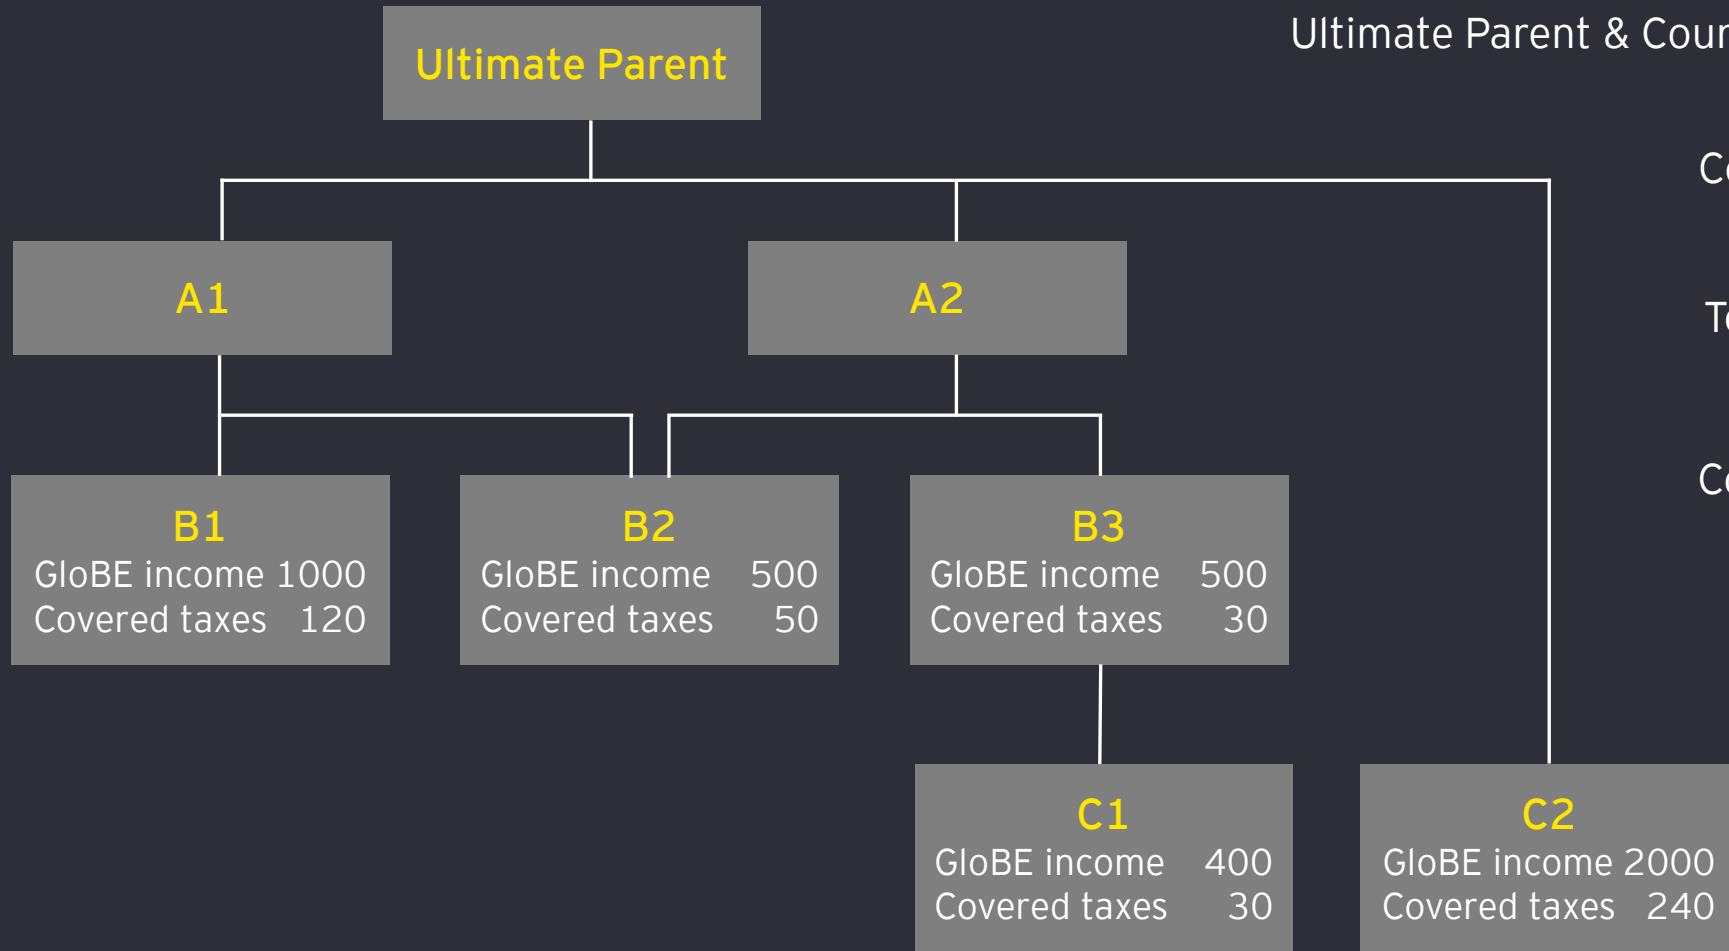 Ultimate Parent
Ultimate Parent &
A1
A2
B1
GloBE income 1000
Covered taxes 120
B2
GloBE income 500
Covered taxes 50
B3
GloBE income 500
Covered taxes 30
C1
GloBE income 400
Covered taxes 30
C2
GloBE income 2000
Covered taxes 240